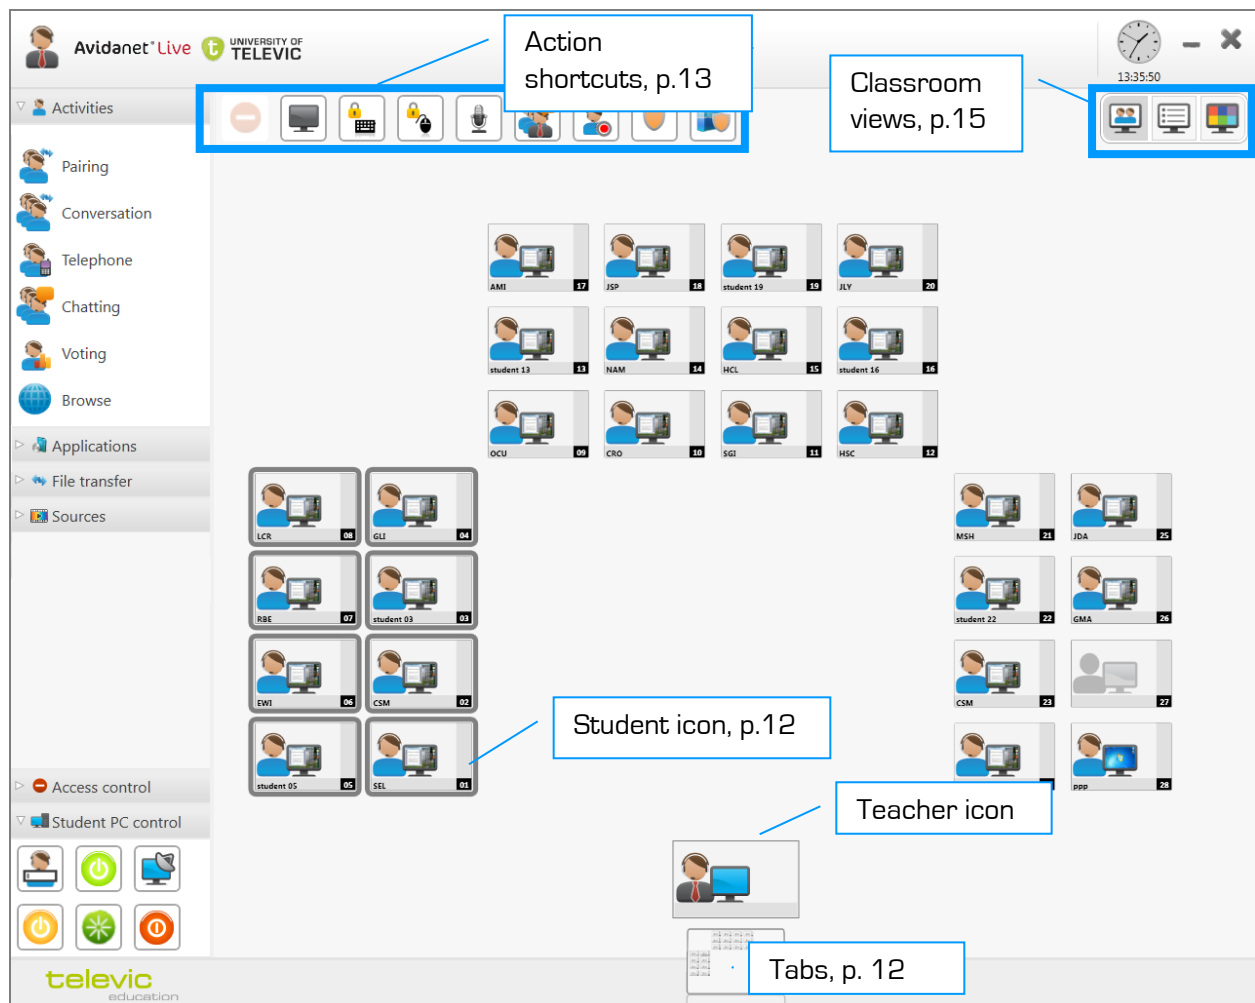 Avidanet® Live
UNIVERSITY OF
TELEVIC
Action
shortcuts, p.13
Classroom
views, p.15
13:35:50
Activities
Pairing
Conversation
Telephone
Chatting
Voting
Browse
Applications
File transfer
Sources
AMI 17
JSP 18
student 19 19
JLY 20
student 13 13
NAM 14
HCL 15
student 16 16
OCU 09
CRO 10
SGI 11
HSC 12
LCR 08
GLI 04
MSH 21
JDA 25
RBE 07
student 03 03
student 22 22
GMA 26
EWI 06
CSM 02
CSM 23
27
student 05 05
SEL 01
ppp 28
Student icon, p.12
Teacher icon
Access control
Student PC control
Tabs, p. 12
televic
education